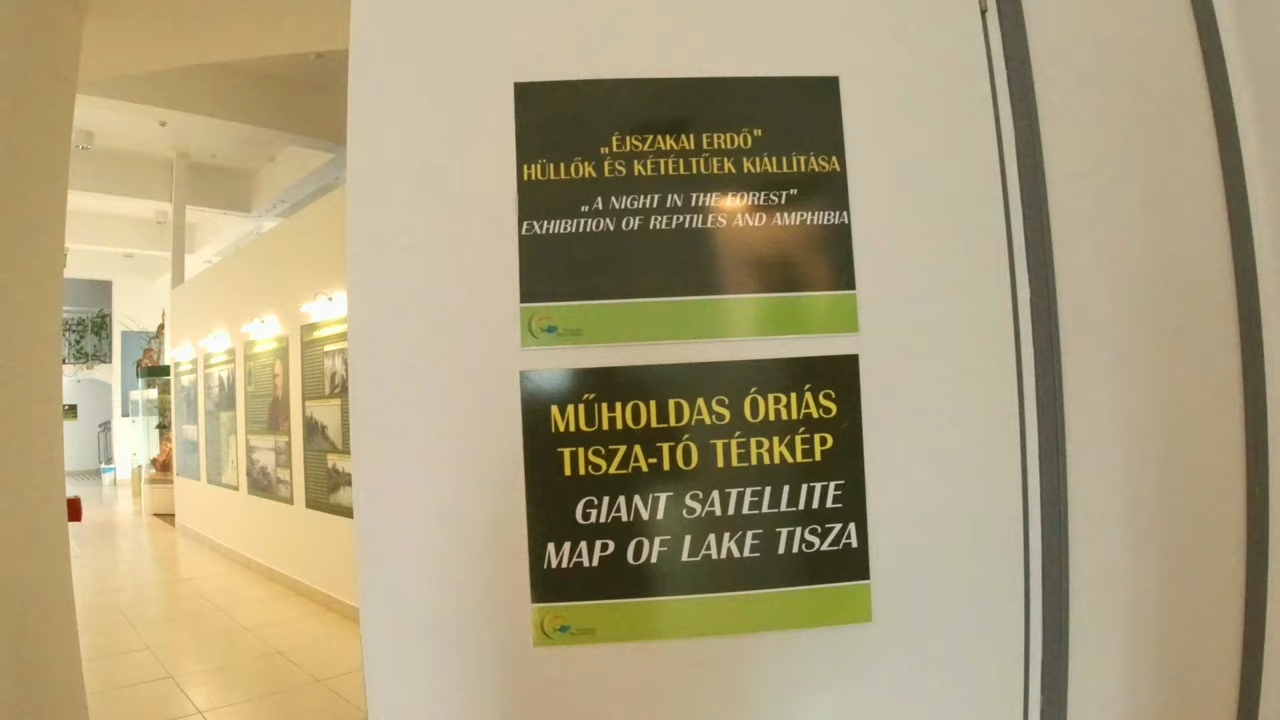 „ÉJSZAKAI ERDŐ"
HÜLLŐK ÉS KÉTÉLTŰEK KIÁLLÍTÁSA
„A NIGHT IN THE FOREST"
EXHIBITION OF REPTILES AND AMPHIBIA
MŰHOLDAS ÓRIÁS
TISZA-TÓ TÉRKÉP
GIANT SATELLITE
MAP OF LAKE TISZA